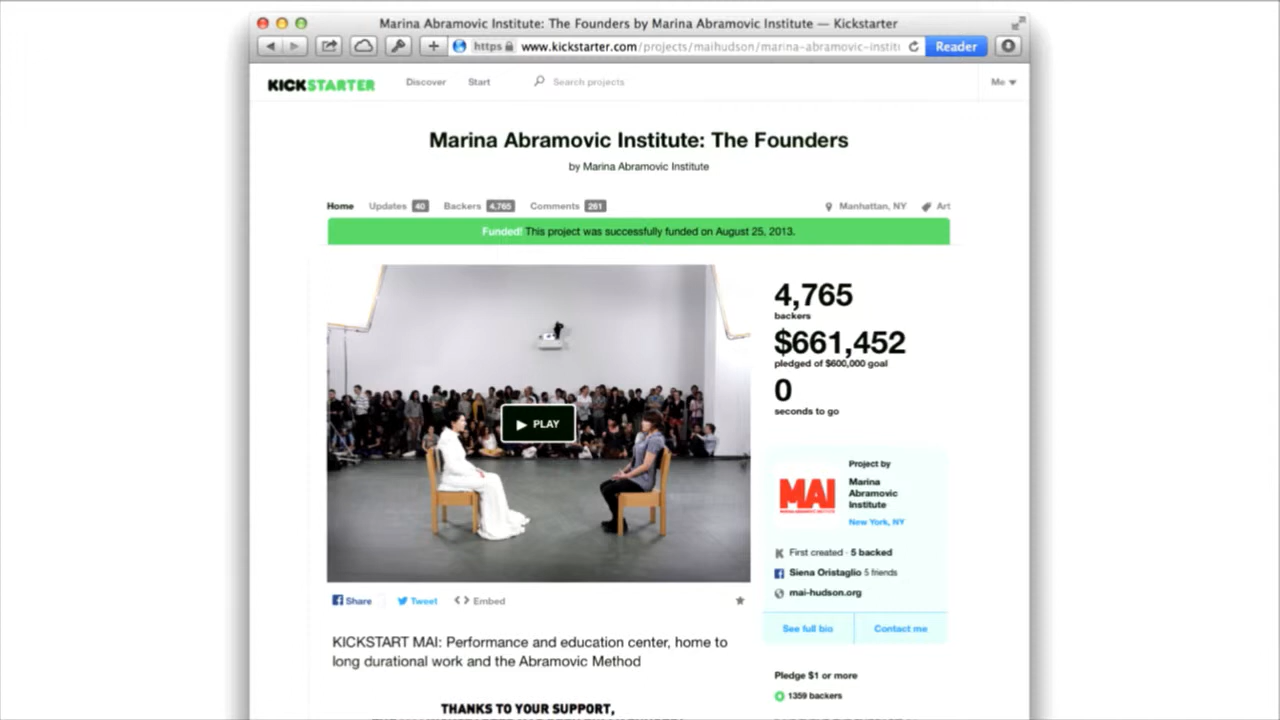 Marina Abramovic Institute: The Founders by Marina Abramovic Institute — Kickstarter
https www.kickstarter.com/projects/maihudson/marina-abramovic-instit Reader
KICKSTARTER Discover Start Search projects Me
Marina Abramovic Institute: The Founders
by Marina Abramovic Institute
Home Updates 40 Backers 4,765 Comments 261 Manhattan, NY Art
Funded! This project was successfully funded on August 25, 2013.
4,765
backers
$661,452
pledged of $600,000 goal
0
seconds to go
PLAY
Project by
Marina
Abramovic
Institute
New York, NY
MAI
First created · 5 backed
Siena Oristaglio 5 friends
mai-hudson.org
See full bio Contact me
Share Tweet Embed
KICKSTART MAI: Performance and education center, home to
long durational work and the Abramovic Method
THANKS TO YOUR SUPPORT,
Pledge $1 or more
1359 backers